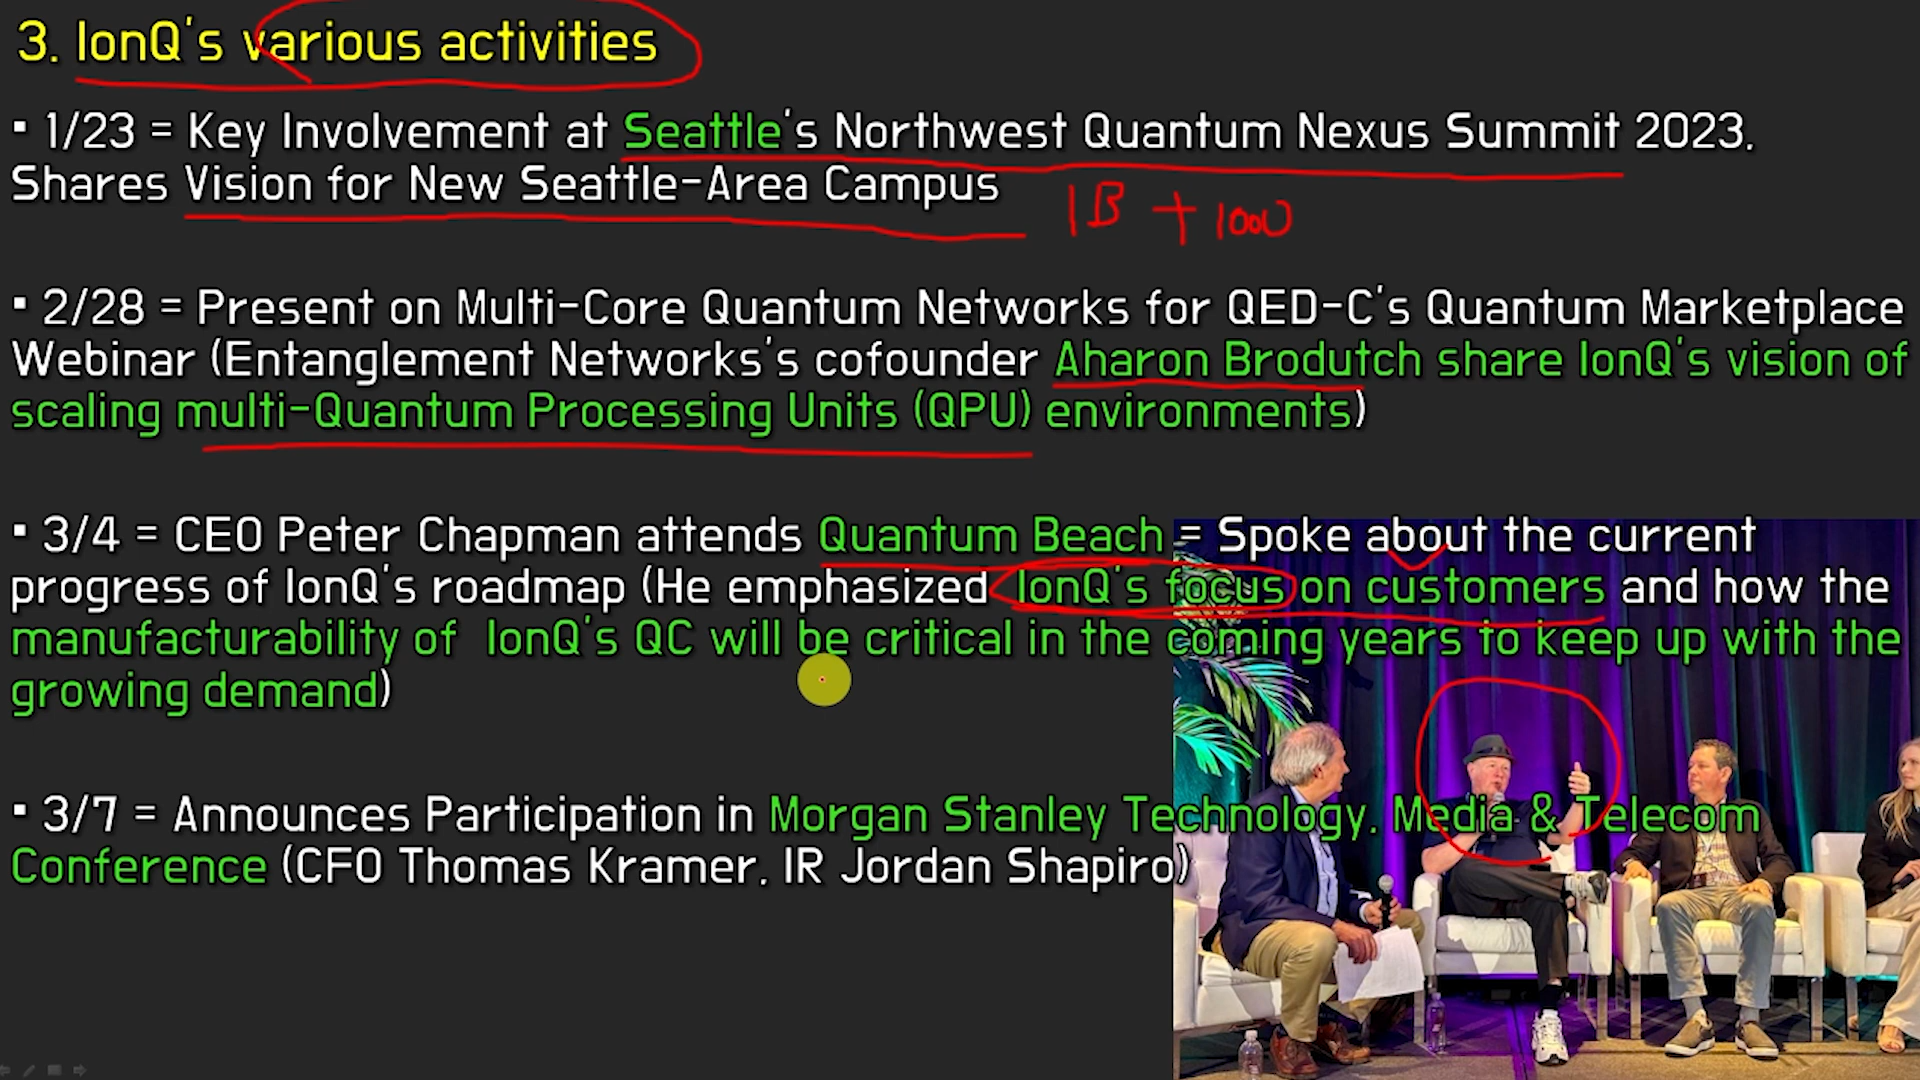 3. IonQ's various activities
▪ 1/23 = Key Involvement at Seattle's Northwest Quantum Nexus Summit 2023.
Shares Vision for New Seattle-Area Campus
1B + 1000
▪ 2/28 = Present on Multi-Core Quantum Networks for QED-C's Quantum Marketplace
Webinar (Entanglement Networks's cofounder Aharon Brodutch share IonQ's vision of
scaling multi-Quantum Processing Units (QPU) environments)
▪ 3/4 = CEO Peter Chapman attends Quantum Beach = Spoke about the current
progress of IonQ's roadmap (He emphasized IonQ's focus on customers and how the
manufacturability of IonQ's QC will be critical in the coming years to keep up with the
growing demand)
▪ 3/7 = Announces Participation in Morgan Stanley Technology, Media & Telecom
Conference (CFO Thomas Kramer, IR Jordan Shapiro)